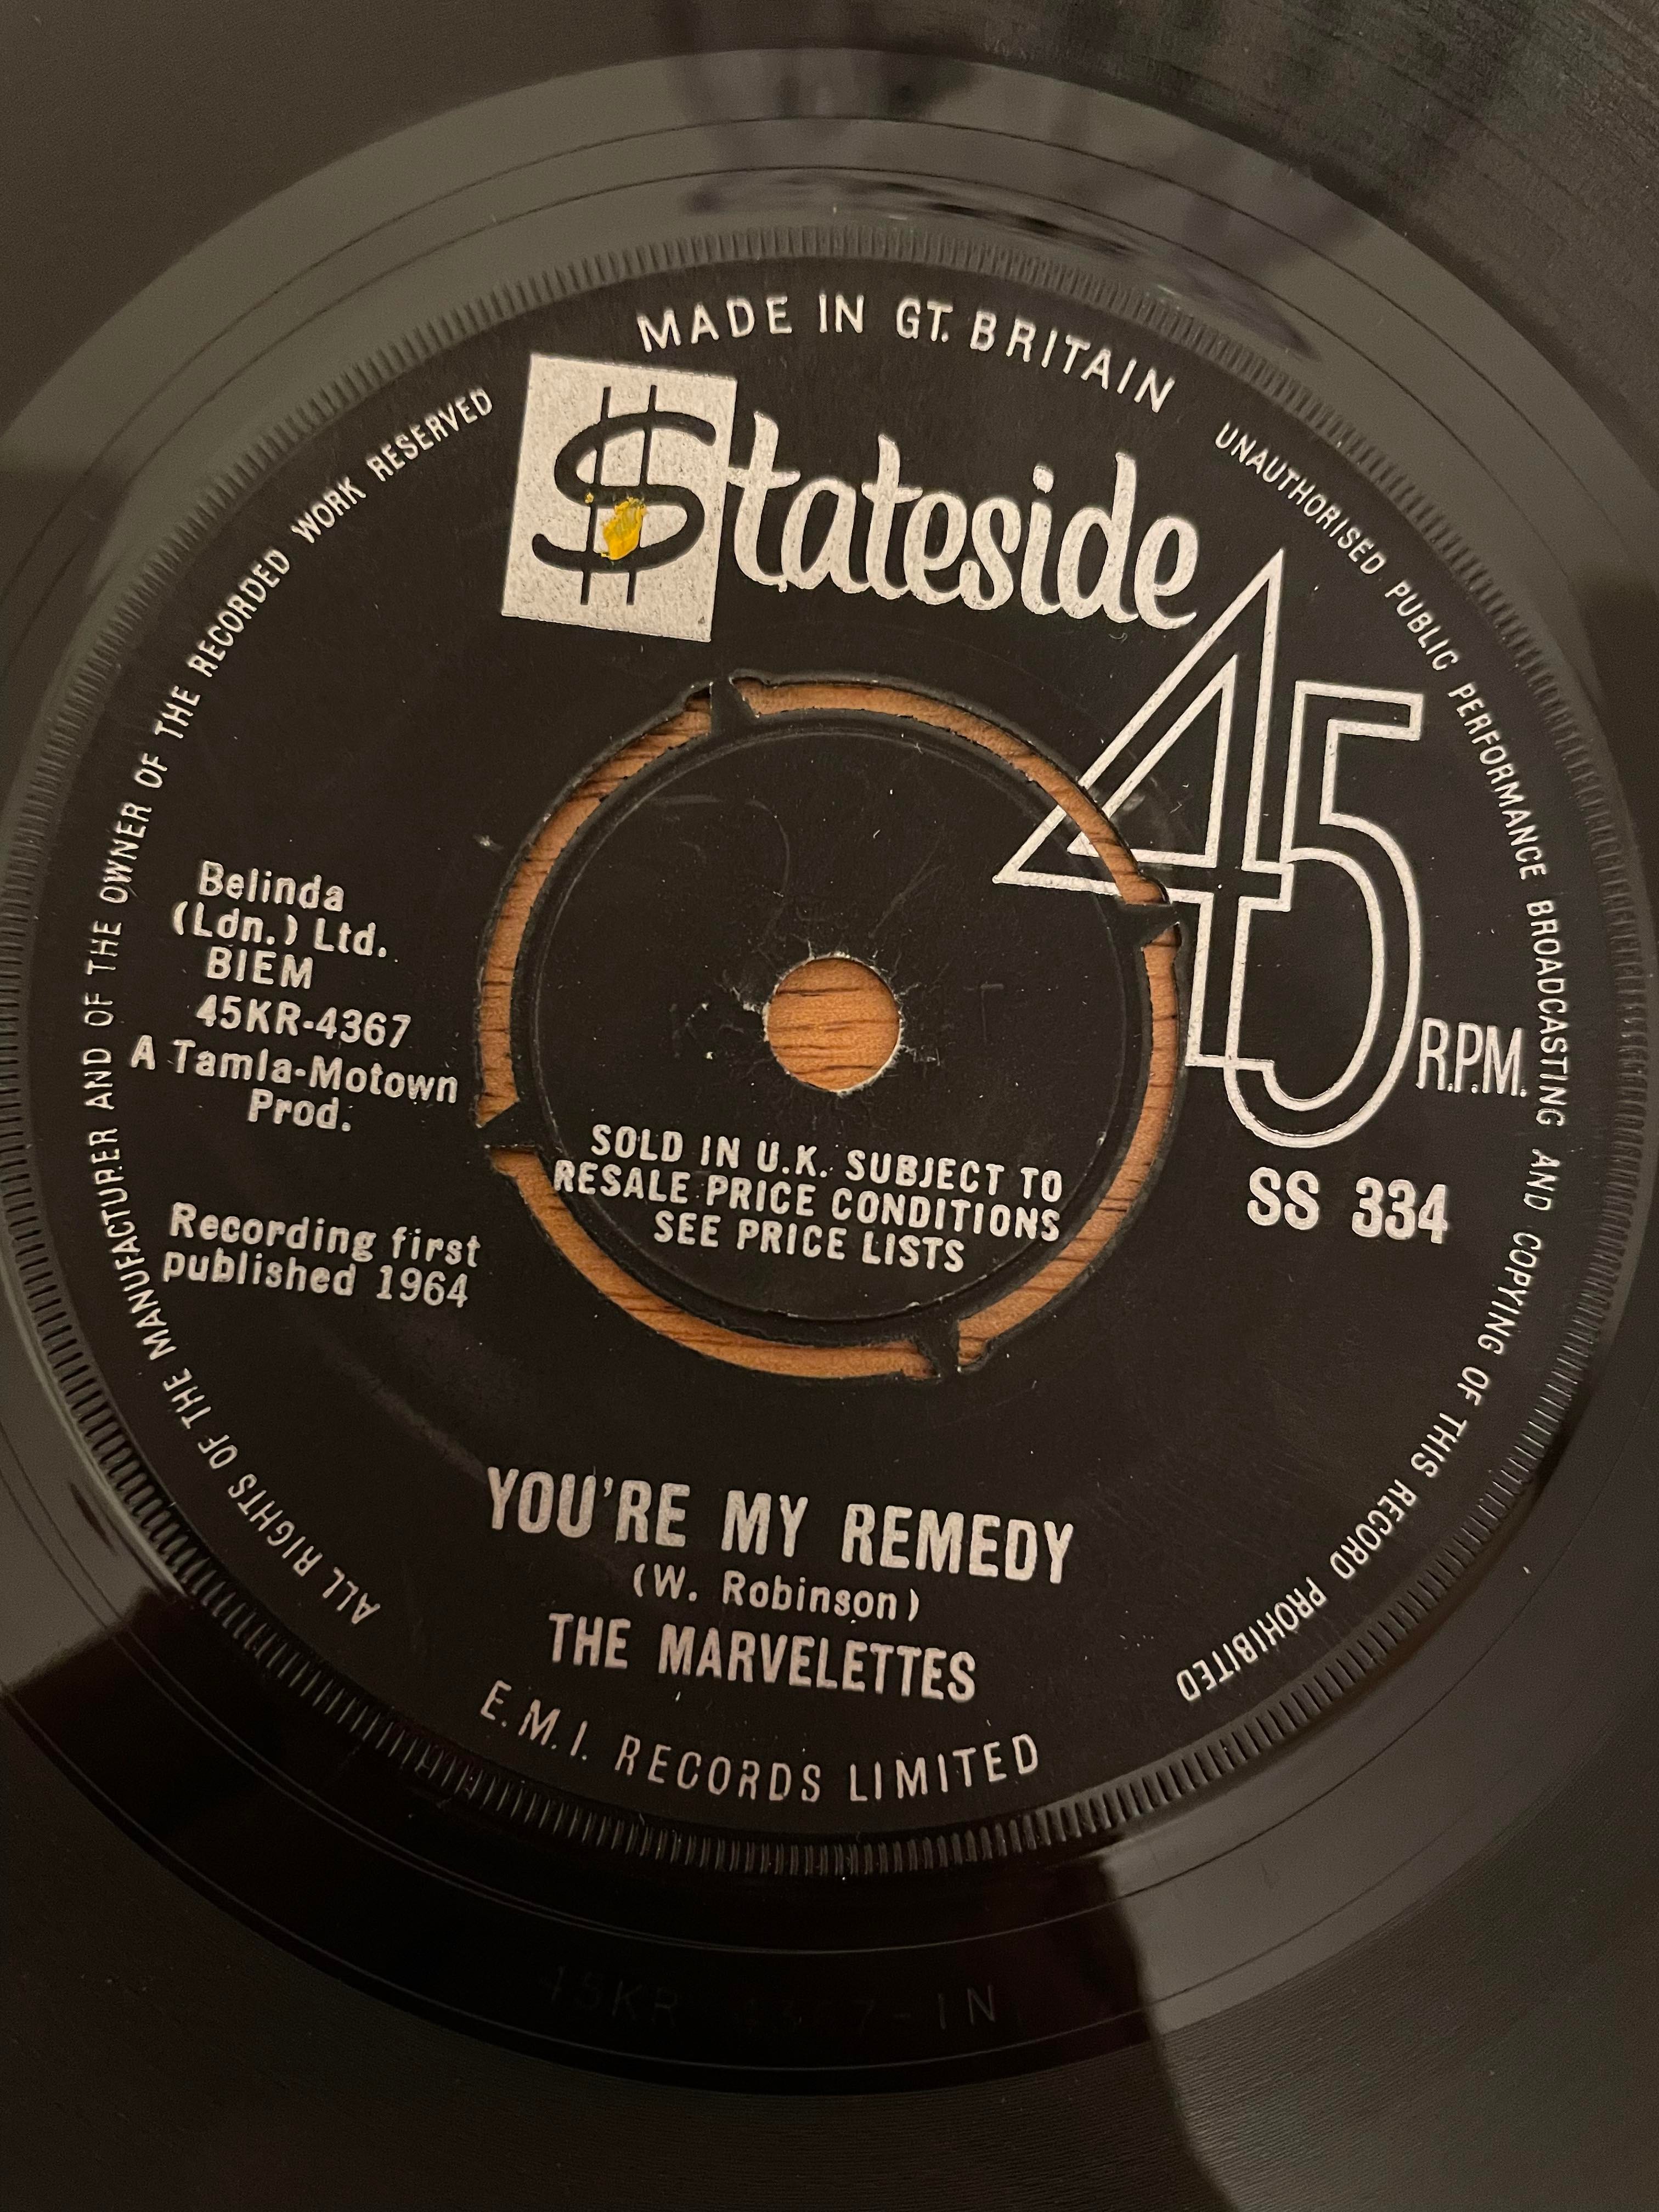 MADE IN GT. BRITAIN
Stateside
45
R.P.M.
Belinda
(Ldn.) Ltd.
BIEM
45KR-4367
A Tamla-Motown
Prod.
SOLD IN U.K. SUBJECT TO
RESALE PRICE CONDITIONS
SEE PRICE LISTS
SS 334
Recording first
published 1964
YOU'RE MY REMEDY
(W. Robinson)
THE MARVELETTES
E.M.I. RECORDS LIMITED
ALL RIGHTS OF THE MANUFACTURER AND OF THE OWNER OF THE RECORDED WORK RESERVED
UNAUTHORISED PUBLIC PERFORMANCE BROADCASTING AND COPYING OF THIS RECORD PROHIBITED
45KR 4367-1N